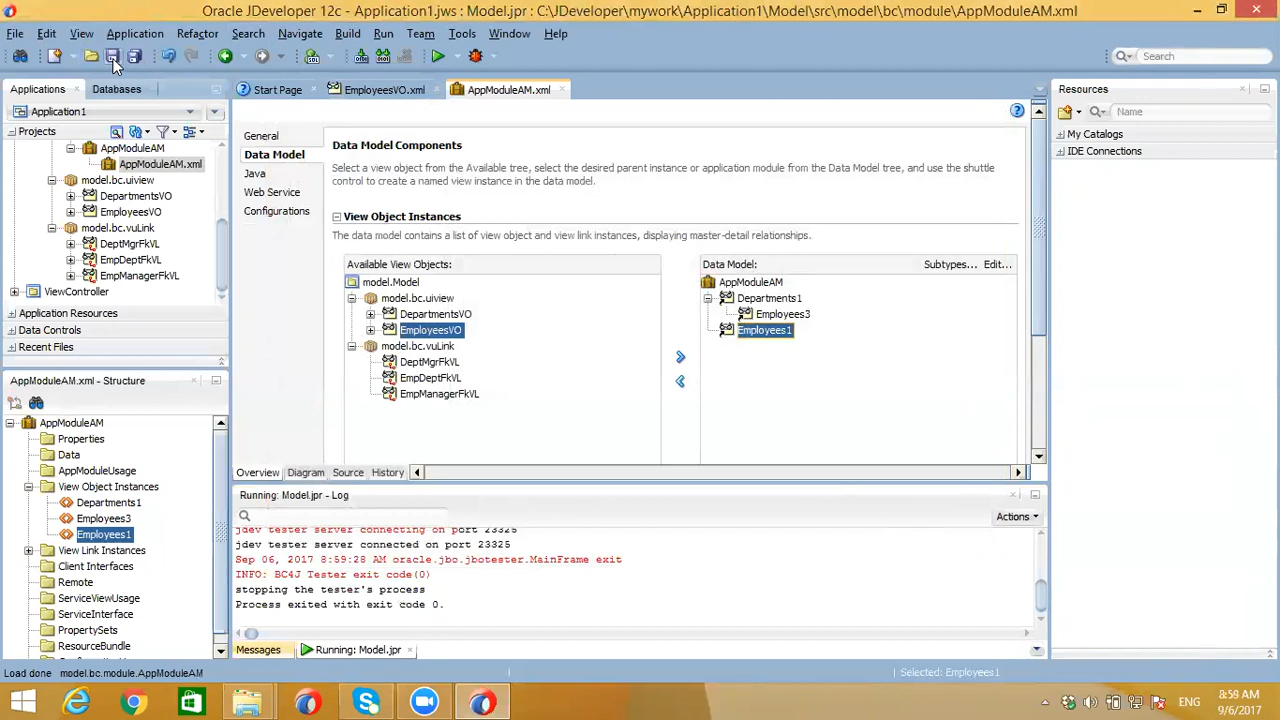 Oracle JDeveloper 12c - Application1.jws : Model.jpr : C:\JDeveloper\mywork\Application1\Model\src\model\bc\module\AppModuleAM.xml
File Edit View Application Refactor Search Navigate Build Run Team Tools Window Help
Search
Applications Databases
Application1
Projects
AppModuleAM
AppModuleAM.xml
model.bc.uiview
DepartmentsVO
EmployeesVO
model.bc.vuLink
DeptMgrFkVL
EmpDeptFkVL
EmpManagerFkVL
ViewController
Application Resources
Data Controls
Recent Files
AppModuleAM.xml - Structure
AppModuleAM
Properties
Data
AppModuleUsage
View Object Instances
Departments1
Employees3
Employees1
View Link Instances
Client Interfaces
Remote
ServiceViewUsage
ServiceInterface
PropertySets
ResourceBundle
Start Page EmployeesVO.xml AppModuleAM.xml
General
Data Model
Java
Web Service
Configurations
Data Model Components
Select a view object from the Available tree, select the desired parent instance or application module from the Data Model tree, and use the shuttle
control to create a named view instance in the data model.
View Object Instances
The data model contains a list of view object and view link instances, displaying master-detail relationships.
Available View Objects:
model.Model
model.bc.uiview
DepartmentsVO
EmployeesVO
model.bc.vuLink
DeptMgrFkVL
EmpDeptFkVL
EmpManagerFkVL
Data Model: Subtypes... Edit...
AppModuleAM
Departments1
Employees3
Employees1
Overview Diagram Source History
Running: Model.jpr - Log
Actions
jdev tester server connecting on port 23325
jdev tester server connected on port 23325
Sep 06, 2017 8:59:28 AM oracle.jbo.jbotester.MainFrame exit
INFO: BC4J Tester exit code(0)
stopping the tester's process
Process exited with exit code 0.
Messages Running: Model.jpr
Resources
Name
My Catalogs
IDE Connections
Load done model.bc.module.AppModuleAM
Selected: Employees1
ENG
8:59 AM
9/6/2017